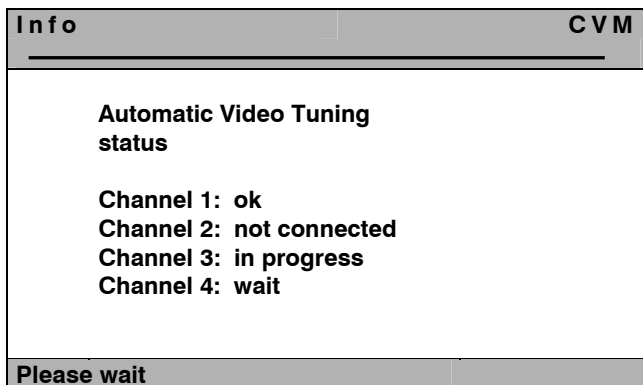 Info CVM
Automatic Video Tuning
status
Channel 1: ok
Channel 2: not connected
Channel 3: in progress
Channel 4: wait
Please wait